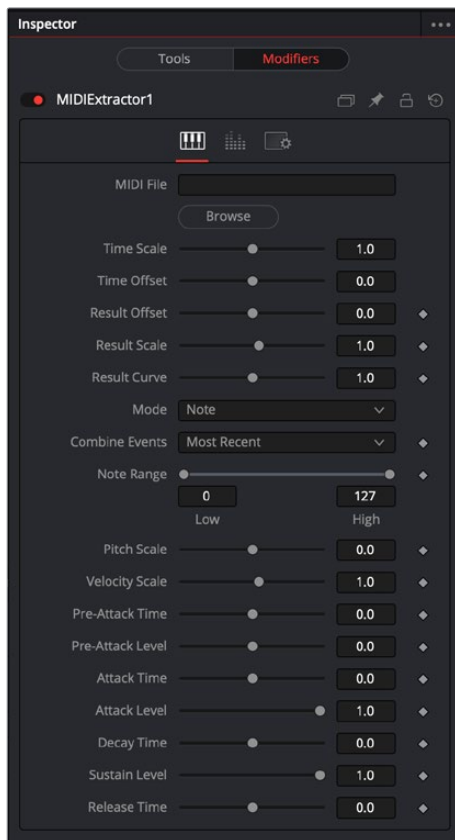 Inspector
Tools Modifiers
MIDIExtractor1
MIDI File
Browse
Time Scale 1.0
Time Offset 0.0
Result Offset 0.0
Result Scale 1.0
Result Curve 1.0
Mode Note
Combine Events Most Recent
Note Range
0 127
Low High
Pitch Scale 0.0
Velocity Scale 1.0
Pre-Attack Time 0.0
Pre-Attack Level 0.0
Attack Time 0.0
Attack Level 1.0
Decay Time 0.0
Sustain Level 1.0
Release Time 0.0